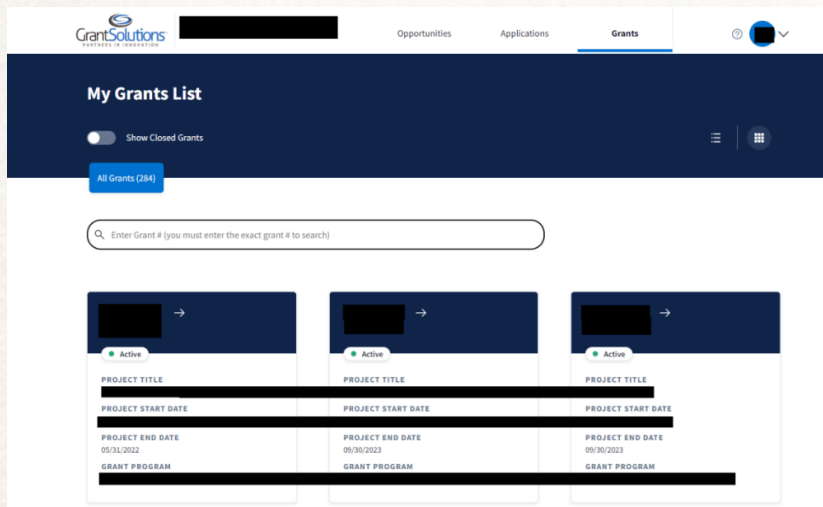 GrantSolutions
PARTNERS IN INNOVATION
Opportunities Applications Grants
My Grants List
Show Closed Grants
All Grants (284)
Enter Grant # (you must enter the exact grant # to search)
Active Active Active
PROJECT TITLE PROJECT TITLE PROJECT TITLE
PROJECT START DATE PROJECT START DATE PROJECT START DATE
PROJECT END DATE PROJECT END DATE PROJECT END DATE
05/31/2022 09/30/2023 09/30/2023
GRANT PROGRAM GRANT PROGRAM GRANT PROGRAM